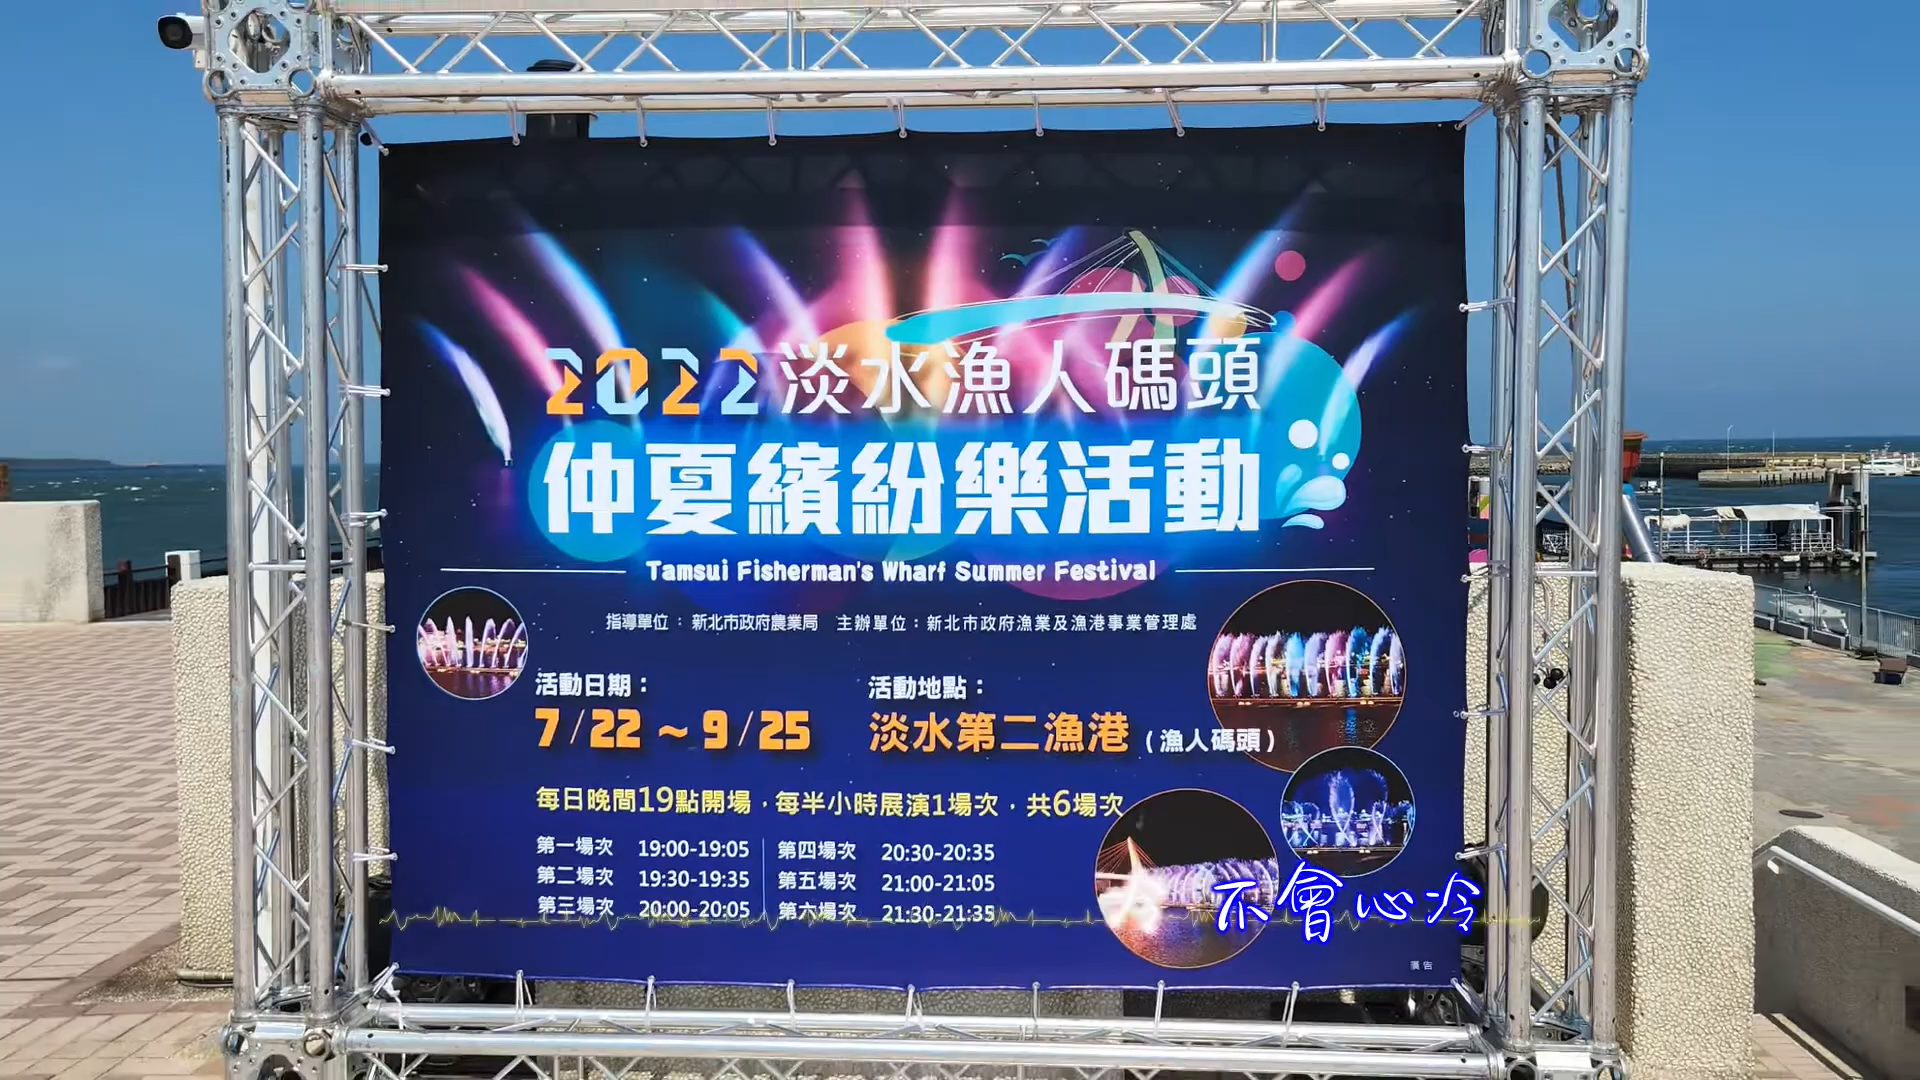 2022淡水漁人碼頭
仲夏繽紛樂活動
Tamsui Fisherman's Wharf Summer Festival
指導單位：新北市政府農業局 主辦單位：新北市政府漁業及漁港事業管理處
活動日期：
7/22～9/25
活動地點：
淡水第二漁港（漁人碼頭）
每日晚間19點開場，每半小時展演1場次，共6場次
第一場次 19:00-19:05
第二場次 19:30-19:35
第三場次 20:00-20:05
第四場次 20:30-20:35
第五場次 21:00-21:05
第六場次 21:30-21:35
不會心冷
廣告